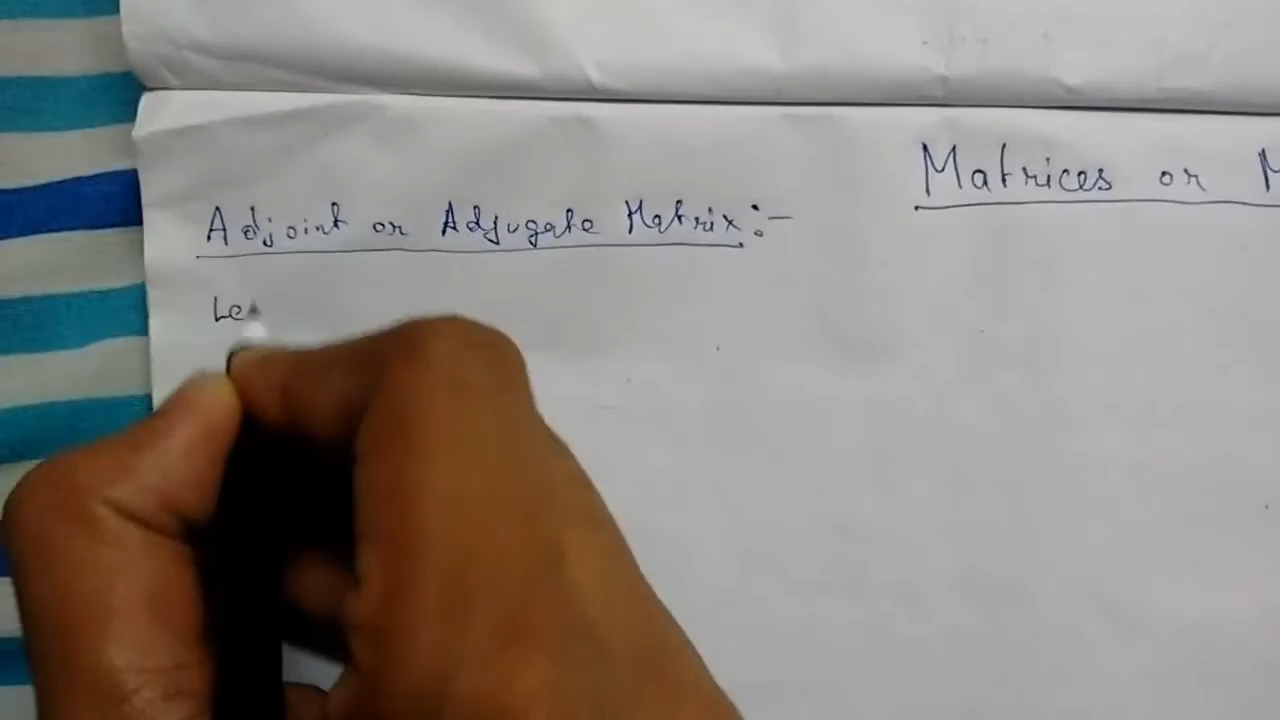 Matrices or M
Adjoint or Adjugate Matrix :-
Le